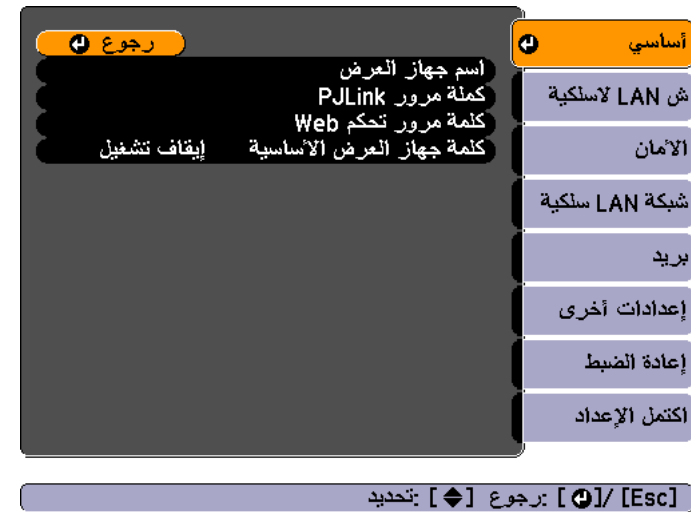 أساسي
ش LAN لاسلكية
الأمان
شبكة LAN سلكية
بريد
إعدادات أخرى
إعادة الضبط
اكتمل الإعداد
رجوع
اسم جهاز العرض
كملة مرور PJLink
كلمة مرور تحكم Web
كلمة جهاز العرض الأساسية إيقاف تشغيل
[Esc] /[ ] :رجوع [ ] :تحديد